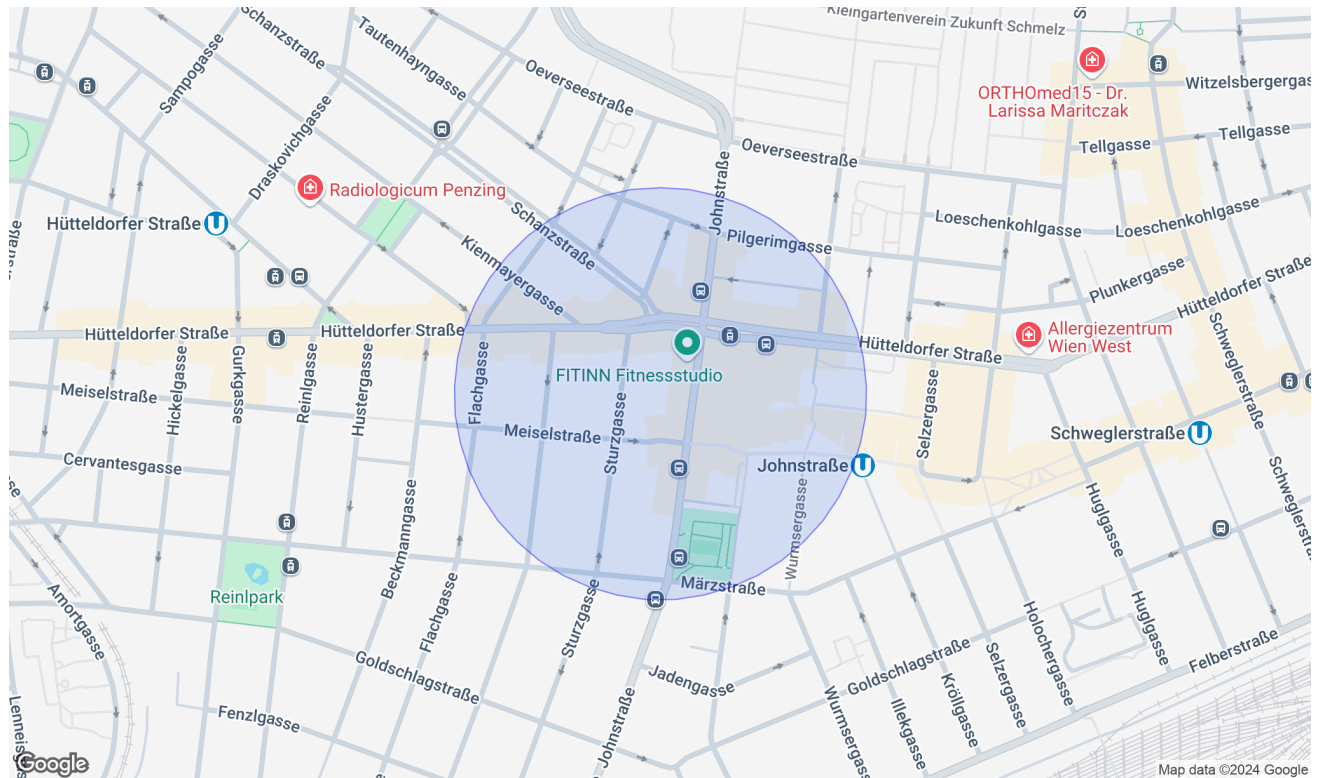 Kleingartenverein Zukunft Schmelz
Schanzstraße
Tautenhayngasse
Sampogasse
Oeverseestraße
ORTHOmed15 - Dr.
Larissa Maritczak
Witzelsbergergas
Tellgasse
Tellgasse
Draskovichgasse
Oeverseestraße
Johnstraße
Radiologicum Penzing
Hütteldorfer Straße
Schanzstraße
Pilgerimgasse
Loeschenkohlgasse
Loeschenkohlgasse
Kienmayergasse
Plunkergasse
Hütteldorfer Straße
Hütteldorfer Straße
Hütteldorfer Straße
Hütteldorfer Straße
Allergiezentrum
Wien West
Schweglerstraße
FITINN Fitnessstudio
Meiselstraße
Hickelgasse
Gurkgasse
Reinlgasse
Hustergasse
Flachgasse
Sturzgasse
Selzergasse
Meiselstraße
Schweglerstraße
Cervantesgasse
Johnstraße
Wurmsergasse
Huglgasse
Schweglerstra
Beckmanngasse
Märzstraße
Reinlpark
Amortgasse
Flachgasse
Sturzgasse
Goldschlagstraße
Jadengasse
Goldschlagstraße
Holochergasse
Huglgasse
Felberstraße
Selzergasse
Kröllgasse
Illekgasse
Wurmsergasse
Fenzlgasse
Johnstraße
Lenneis
Google
Map data ©2024 Google